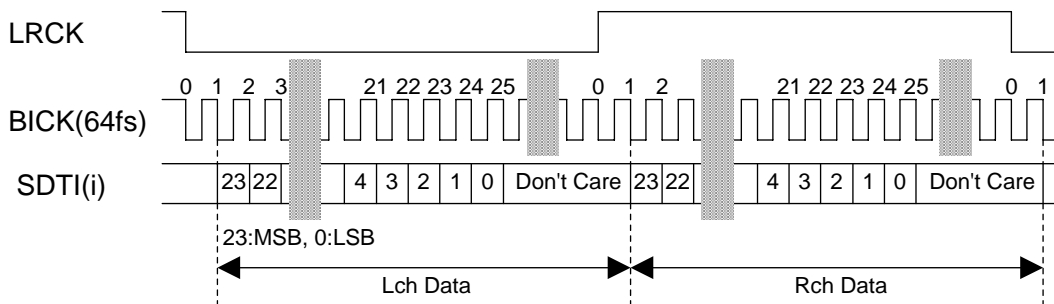 LRCK
0 1 2 3 21 22 23 24 25 0 1 2 21 22 23 24 25 0 1
BICK(64fs)
SDTI(i) 23 22 4 3 2 1 0 Don't Care 23 22 4 3 2 1 0 Don't Care
23:MSB, 0:LSB
Lch Data Rch Data